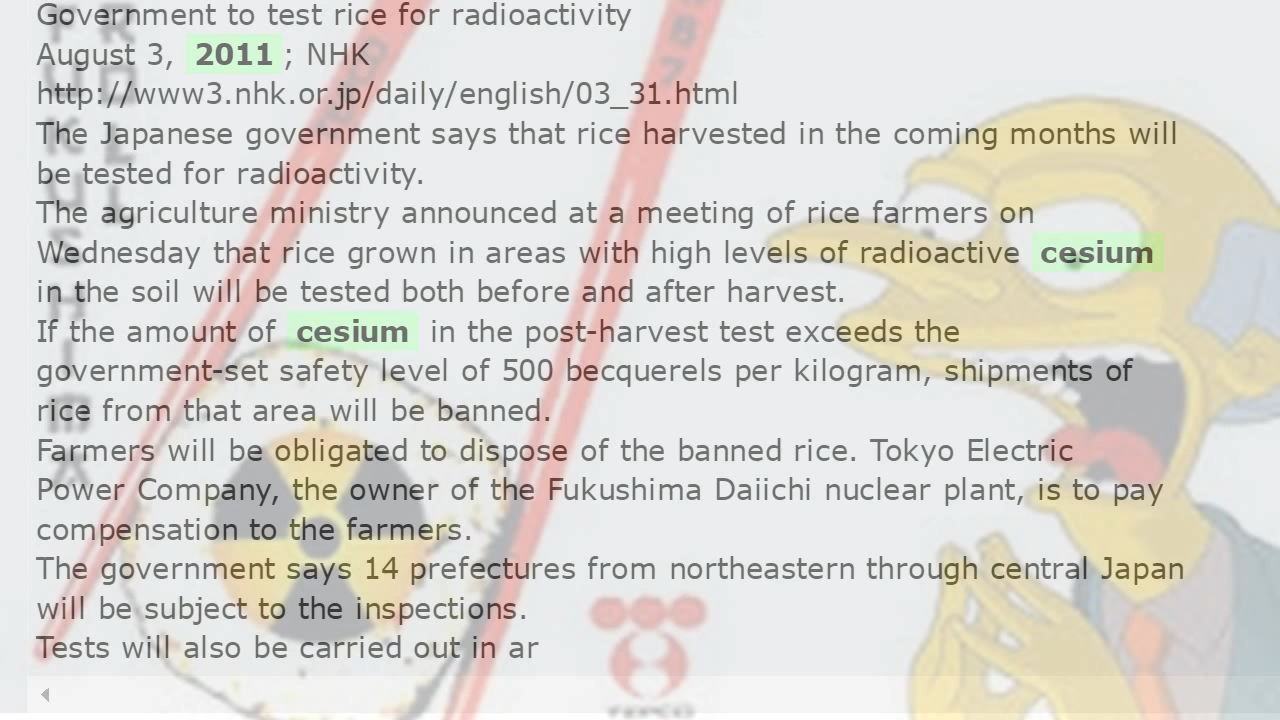 Government to test rice for radioactivity
August 3, 2011 ; NHK
http://www3.nhk.or.jp/daily/english/03_31.html
The Japanese government says that rice harvested in the coming months will
be tested for radioactivity.
The agriculture ministry announced at a meeting of rice farmers on
Wednesday that rice grown in areas with high levels of radioactive cesium
in the soil will be tested both before and after harvest.
If the amount of cesium in the post-harvest test exceeds the
government-set safety level of 500 becquerels per kilogram, shipments of
rice from that area will be banned.
Farmers will be obligated to dispose of the banned rice. Tokyo Electric
Power Company, the owner of the Fukushima Daiichi nuclear plant, is to pay
compensation to the farmers.
The government says 14 prefectures from northeastern through central Japan
will be subject to the inspections.
Tests will also be carried out in ar
TEPCO